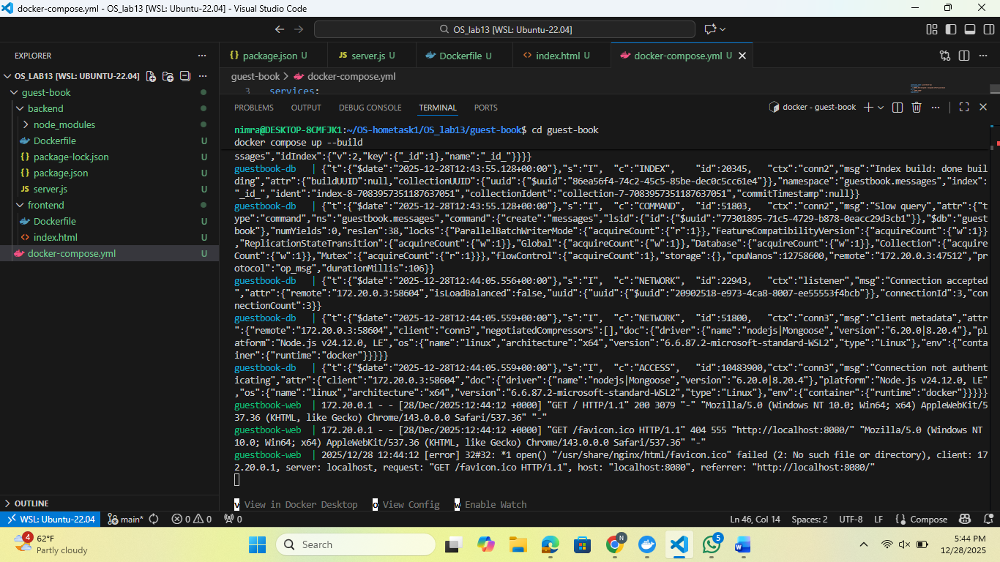 docker-compose.yml - OS_lab13 [WSL: Ubuntu-22.04] - Visual Studio Code
OS_lab13 [WSL: Ubuntu-22.04]
EXPLORER
OS_LAB13 [WSL: UBUNTU-22.04]
guest-book
backend
node_modules
Dockerfile U
package-lock.json U
package.json U
JS server.js U
frontend
Dockerfile U
index.html U
docker-compose.yml U
OUTLINE
package.json U
JS server.js U
Dockerfile U
index.html U
docker-compose.yml U
guest-book > docker-compose.yml
3 services:
PROBLEMS OUTPUT DEBUG CONSOLE TERMINAL PORTS
docker - guest-book
nimra@DESKTOP-8CMFJK1:~/OS-hometask1/OS_lab13/guest-book$ cd guest-book
docker compose up --build
ssages","idIndex":{"v":2,"key":{"_id":1},"name":"_id_"}}}}
guestbook-db | {"t":{"$date":"2025-12-28T12:43:55.128+00:00"},"s":"I", "c":"INDEX", "id":20345, "ctx":"conn2","msg":"Index build: done buil
ding","attr":{"buildUUID":null,"collectionUUID":{"uuid":{"$uuid":"86ea56f4-74c2-45c5-85be-dec0c5cc61e4"}},"namespace":"guestbook.messages","index":
"_id_","ident":"index-8-7083957351187637051","collectionIdent":"collection-7-7083957351187637051","commitTimestamp":null}}
guestbook-db | {"t":{"$date":"2025-12-28T12:43:55.128+00:00"},"s":"I", "c":"COMMAND", "id":51803, "ctx":"conn2","msg":"Slow query","attr":{"t
ype":"command","ns":"guestbook.messages","command":{"create":"messages","lsid":{"id":{"$uuid":"77301895-71c5-4729-b878-0eacc29d3cb1"}},"$db":"guest
book"},"numYields":0,"reslen":38,"locks":{"ParallelBatchWriterMode":{"acquireCount":{"r":1}},"FeatureCompatibilityVersion":{"acquireCount":{"w":1}}
,"ReplicationStateTransition":{"acquireCount":{"w":1}},"Global":{"acquireCount":{"w":1}},"Database":{"acquireCount":{"w":1}},"Collection":{"acquire
Count":{"w":1}},"Mutex":{"acquireCount":{"r":1}}},"flowControl":{"acquireCount":1},"storage":{},"cpuNanos":12758600,"remote":"172.20.0.3:47512","pr
otocol":"op_msg","durationMillis":106}}
guestbook-db | {"t":{"$date":"2025-12-28T12:44:05.556+00:00"},"s":"I", "c":"NETWORK", "id":22943, "ctx":"listener","msg":"Connection accepted
","attr":{"remote":"172.20.0.3:58604","isLoadBalanced":false,"uuid":{"uuid":{"$uuid":"20902518-e973-4ca8-8007-ee55553f4bcb"}},"connectionId":3,"con
nectionCount":3}}
guestbook-db | {"t":{"$date":"2025-12-28T12:44:05.559+00:00"},"s":"I", "c":"NETWORK", "id":51800, "ctx":"conn3","msg":"client metadata","attr
":{"remote":"172.20.0.3:58604","client":"conn3","negotiatedCompressors":[],"doc":{"driver":{"name":"nodejs|Mongoose","version":"6.20.0|8.20.4"},"pl
atform":"Node.js v24.12.0, LE","os":{"name":"linux","architecture":"x64","version":"6.6.87.2-microsoft-standard-WSL2","type":"Linux"},"env":{"conta
iner":{"runtime":"docker"}}}}}
guestbook-db | {"t":{"$date":"2025-12-28T12:44:05.559+00:00"},"s":"I", "c":"ACCESS", "id":10483900,"ctx":"conn3","msg":"Connection not authent
icating","attr":{"client":"172.20.0.3:58604","doc":{"driver":{"name":"nodejs|Mongoose","version":"6.20.0|8.20.4"},"platform":"Node.js v24.12.0, LE"
,"os":{"name":"linux","architecture":"x64","version":"6.6.87.2-microsoft-standard-WSL2","type":"Linux"},"env":{"container":{"runtime":"docker"}}}}}
guestbook-web | 172.20.0.1 - - [28/Dec/2025:12:44:12 +0000] "GET / HTTP/1.1" 200 3079 "-" "Mozilla/5.0 (Windows NT 10.0; Win64; x64) AppleWebKit/5
37.36 (KHTML, like Gecko) Chrome/143.0.0.0 Safari/537.36" "-"
guestbook-web | 172.20.0.1 - - [28/Dec/2025:12:44:12 +0000] "GET /favicon.ico HTTP/1.1" 404 555 "http://localhost:8080/" "Mozilla/5.0 (Windows NT
10.0; Win64; x64) AppleWebKit/537.36 (KHTML, like Gecko) Chrome/143.0.0.0 Safari/537.36" "-"
guestbook-web | 2025/12/28 12:44:12 [error] 32#32: *1 open() "/usr/share/nginx/html/favicon.ico" failed (2: No such file or directory), client: 17
2.20.0.1, server: localhost, request: "GET /favicon.ico HTTP/1.1", host: "localhost:8080", referrer: "http://localhost:8080/"
v View in Docker Desktop o View Config w Enable Watch
WSL: Ubuntu-22.04 main* 0 0 0 Ln 46, Col 14 Spaces: 2 UTF-8 LF Compose
4
62°F
Partly cloudy
Search
N
5
5:44 PM
12/28/2025